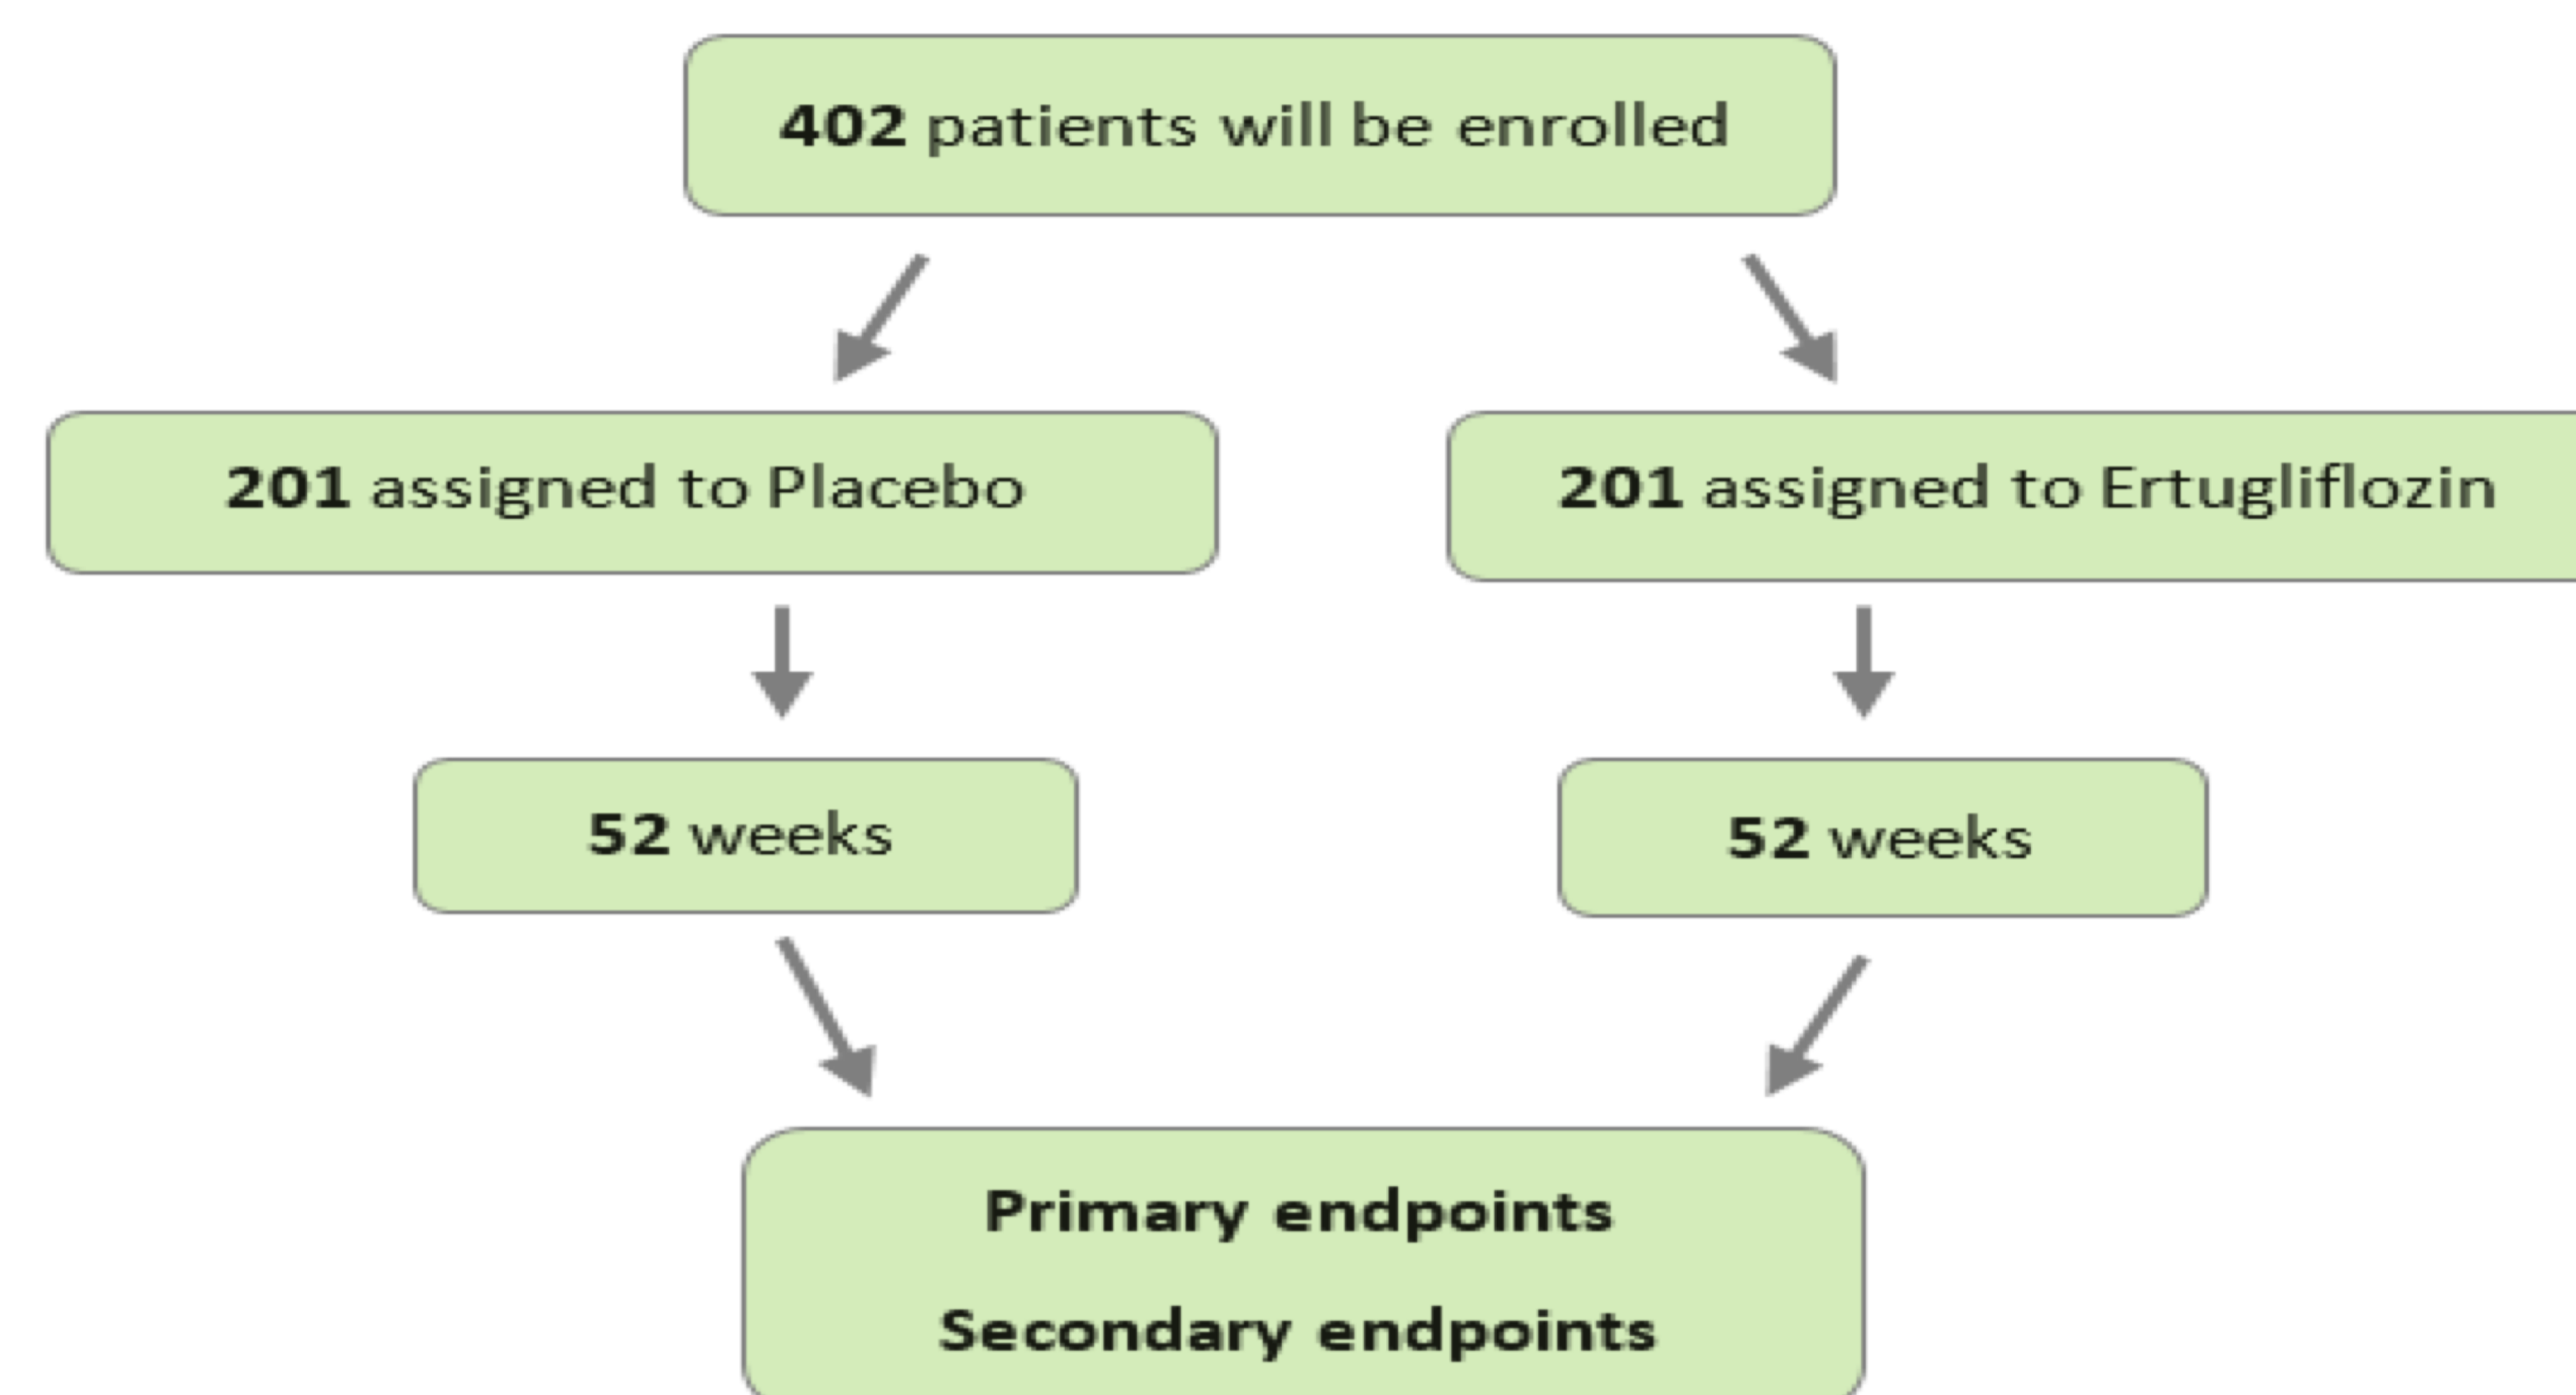 402 patients will be enrolled
201 assigned to Placebo
201 assigned to Ertugliflozin
52 weeks
52 weeks
Primary endpoints
Secondary endpoints